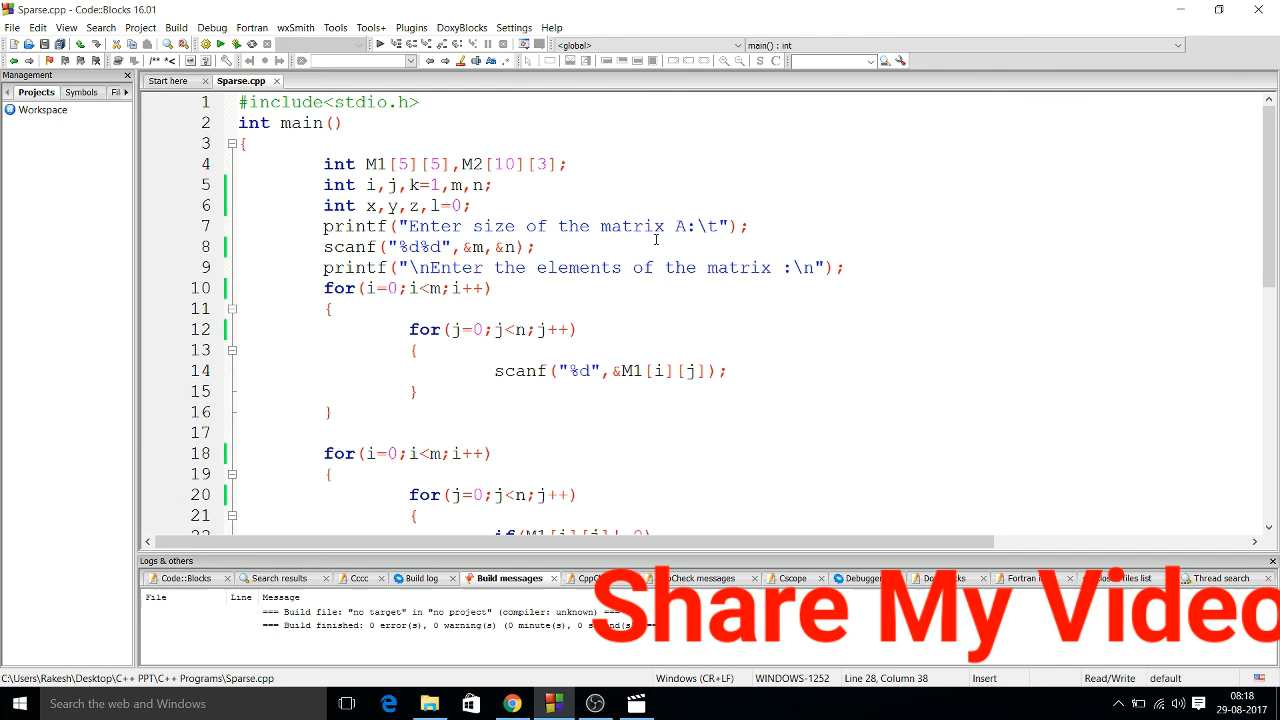 Sparse.cpp - Code::Blocks 16.01
File Edit View Search Project Build Debug Fortran wxSmith Tools Tools+ Plugins DoxyBlocks Settings Help
<global> main() : int
Management
Start here Sparse.cpp
Projects Symbols Fil
Workspace
1 #include<stdio.h>
2 int main()
3 {
4 int M1[5][5],M2[10][3];
5 int i,j,k=1,m,n;
6 int x,y,z,l=0;
7 printf("Enter size of the matrix A:\t");
8 scanf("%d%d",&m,&n);
9 printf("\nEnter the elements of the matrix :\n");
10 for(i=0;i<m;i++)
11 {
12 for(j=0;j<n;j++)
13 {
14 scanf("%d",&M1[i][j]);
15 }
16 }
17
18 for(i=0;i<m;i++)
19 {
20 for(j=0;j<n;j++)
21 {
Logs & others
Code::Blocks Search results Cccc Build log Build messages CppCheck messages Cscope Debugger Fortran Thread search
File Line Message
=== Build file: "no target" in "no project" (compiler: unknown) ===
=== Build finished: 0 error(s), 0 warning(s) (0 minute(s), 0
Share My Video
C:\Users\Rakesh\Desktop\C++ PPT\C++ Programs\Sparse.cpp Windows (CR+LF) WINDOWS-1252 Line 28, Column 38 Insert Read/Write default
Search the web and Windows
08:18
29-08-2017